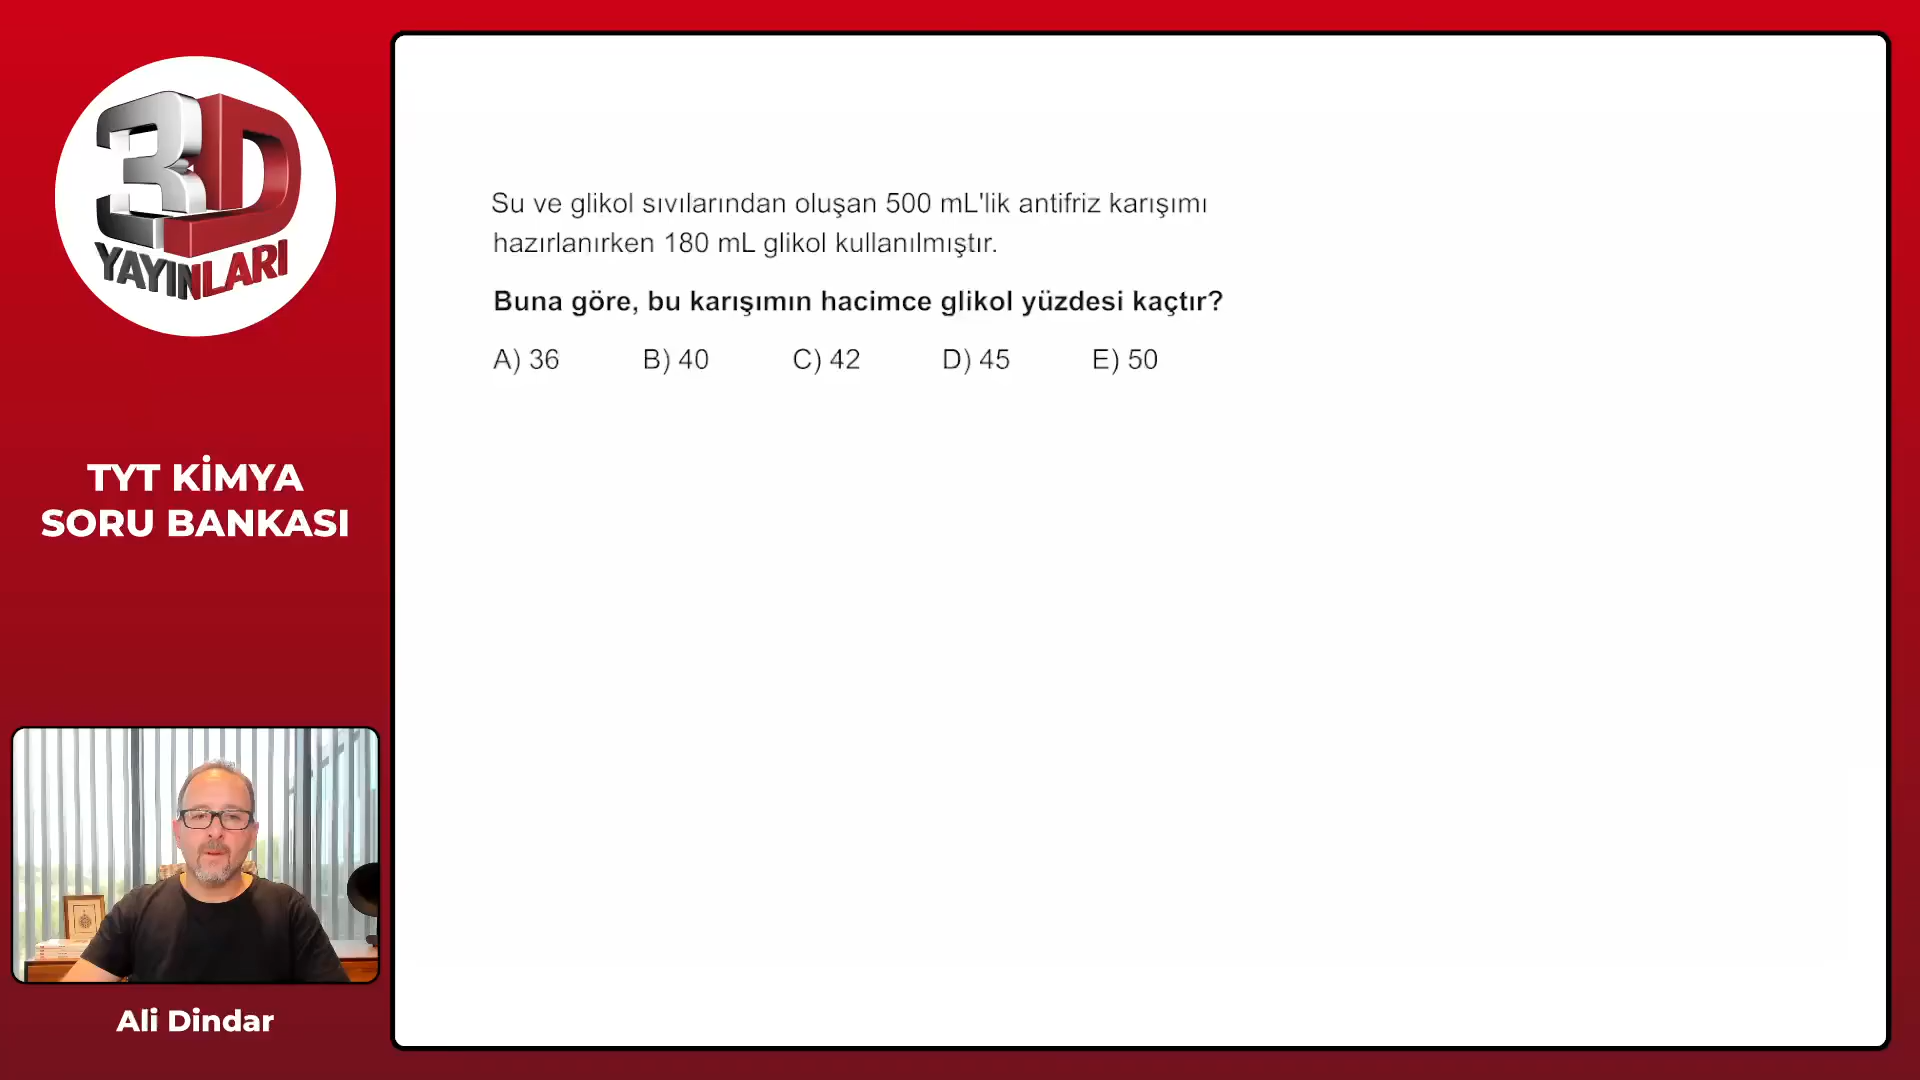 3D
YAYINLARI
TYT KİMYA
SORU BANKASI
Ali Dindar
Su ve glikol sıvılarından oluşan 500 mL'lik antifriz karışımı
hazırlanırken 180 mL glikol kullanılmıştır.
Buna göre, bu karışımın hacimce glikol yüzdesi kaçtır?
A) 36 B) 40 C) 42 D) 45 E) 50